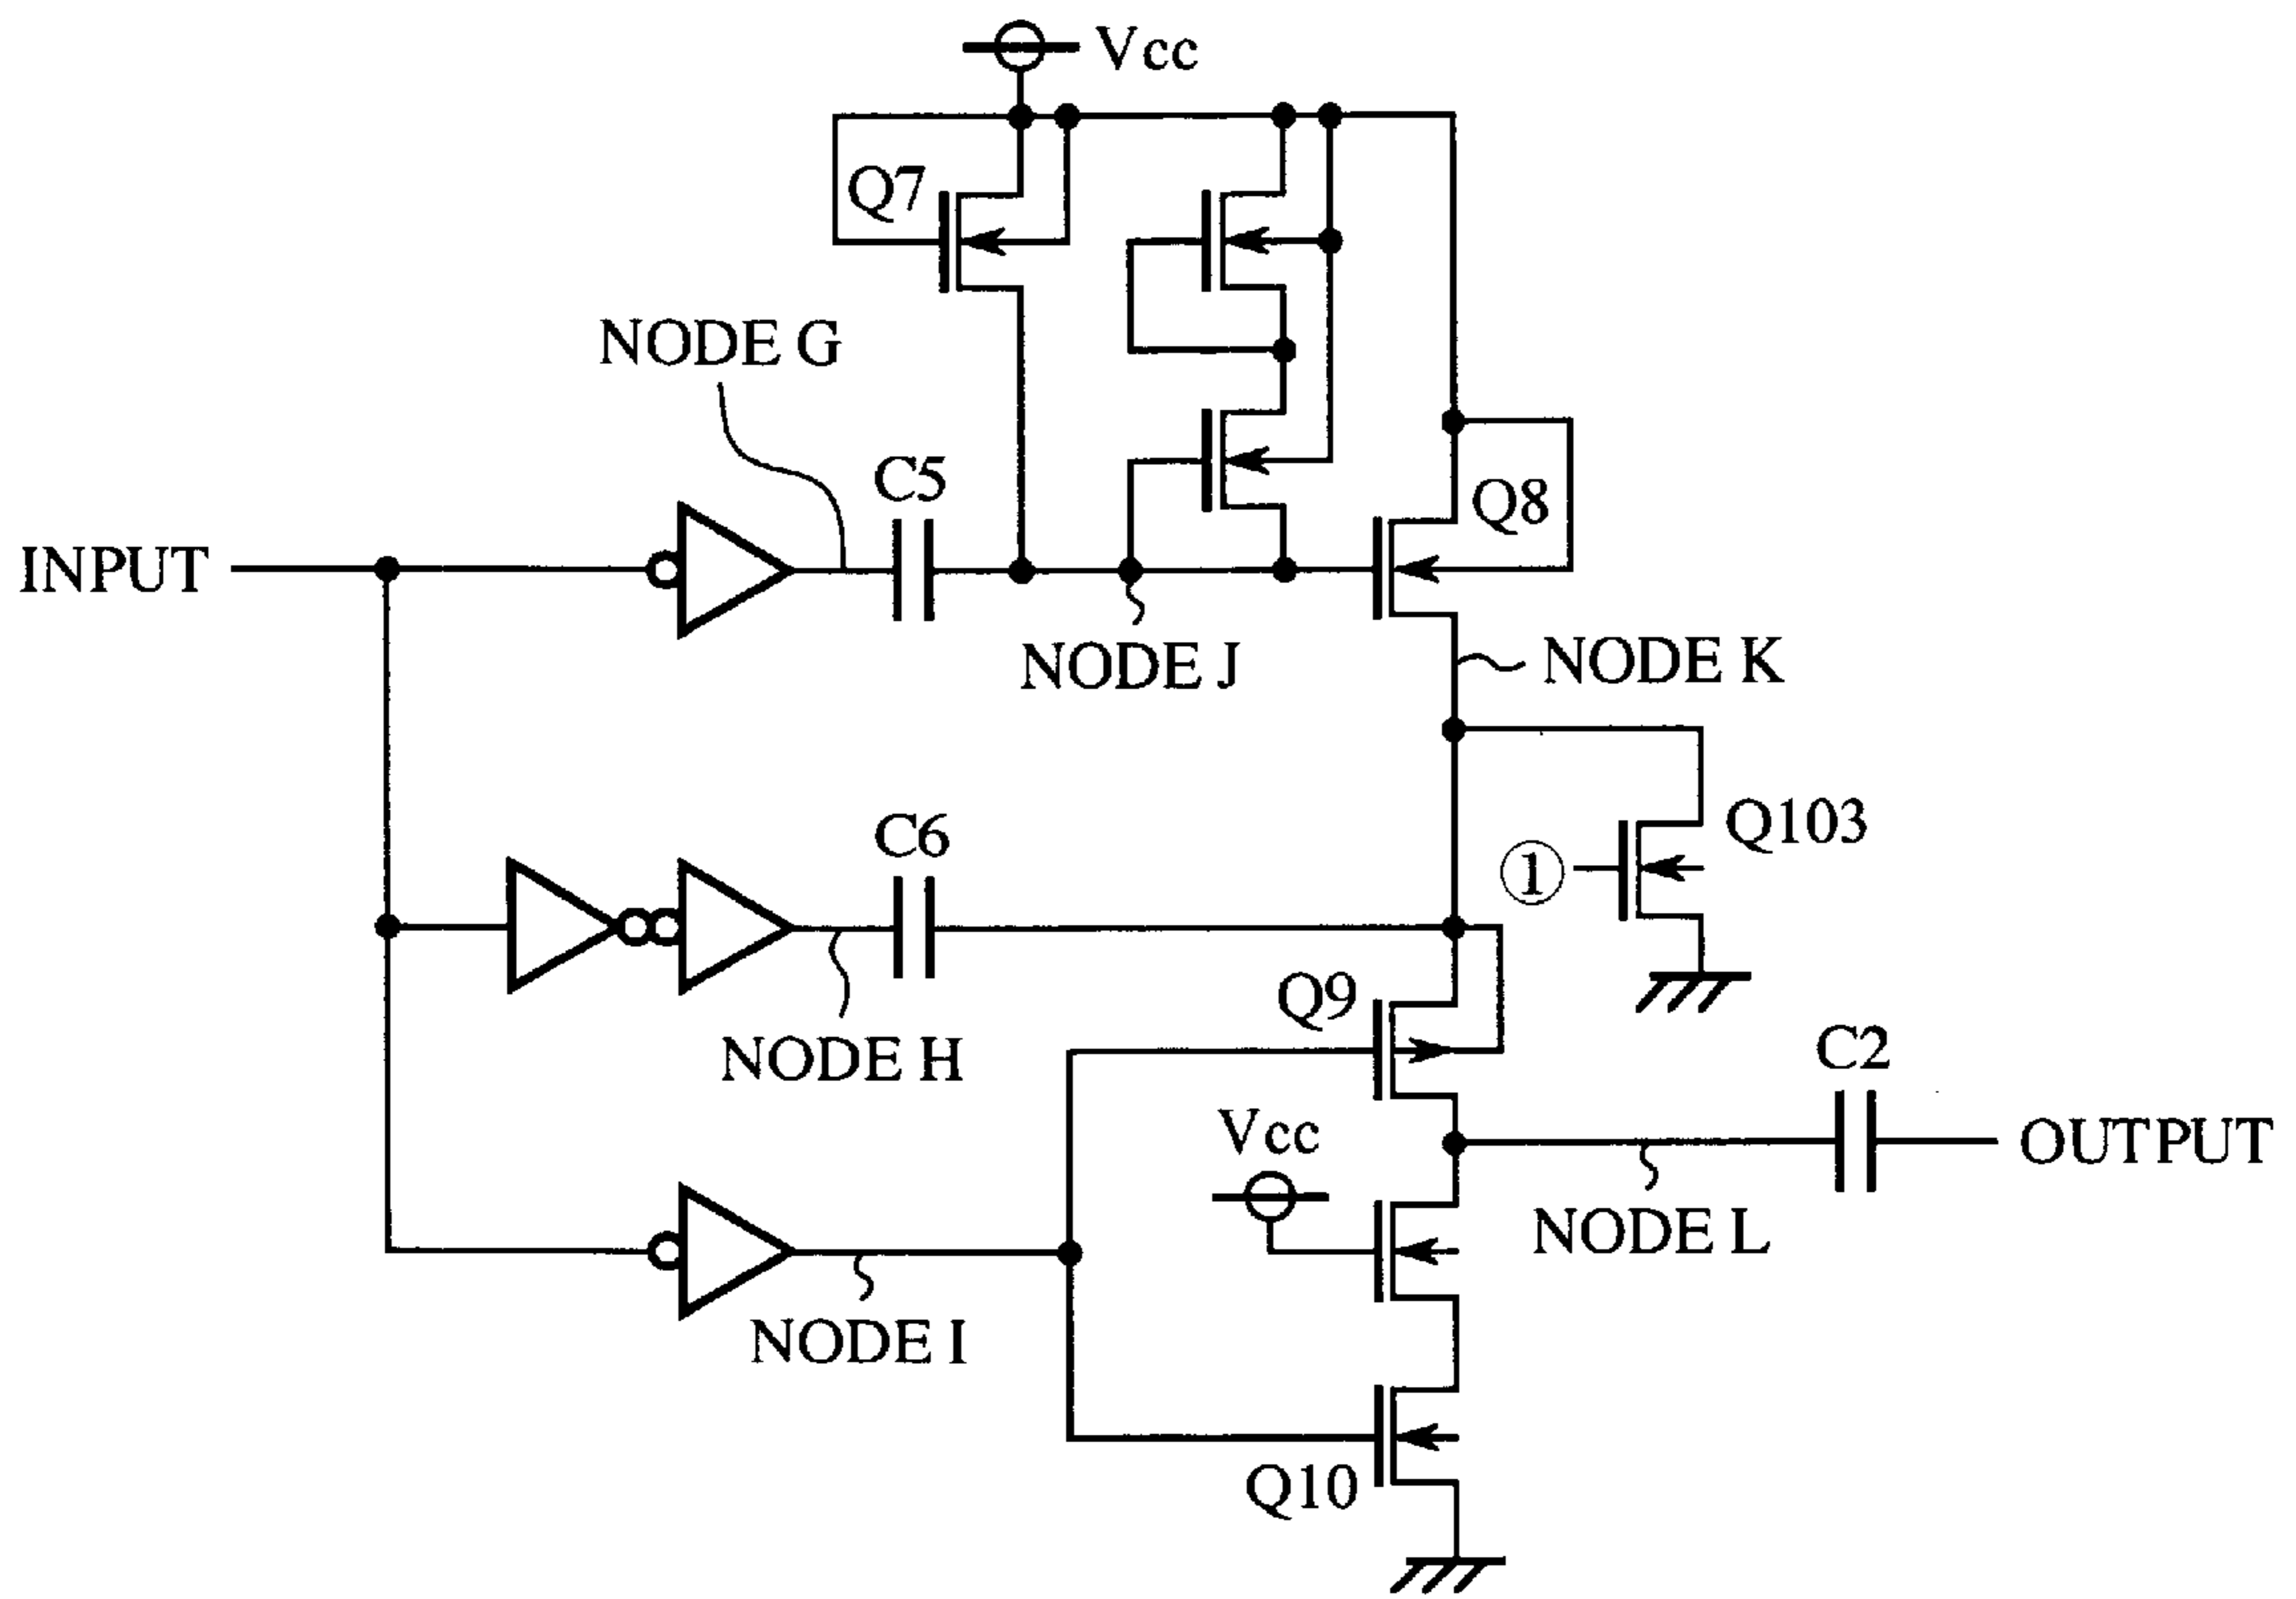 Vcc
Q7
NODE G
C5
Q8
INPUT
NODE J
NODE K
C6
Q103
①
Q9
NODE H
C2
Vcc
OUTPUT
NODE L
NODE I
Q10